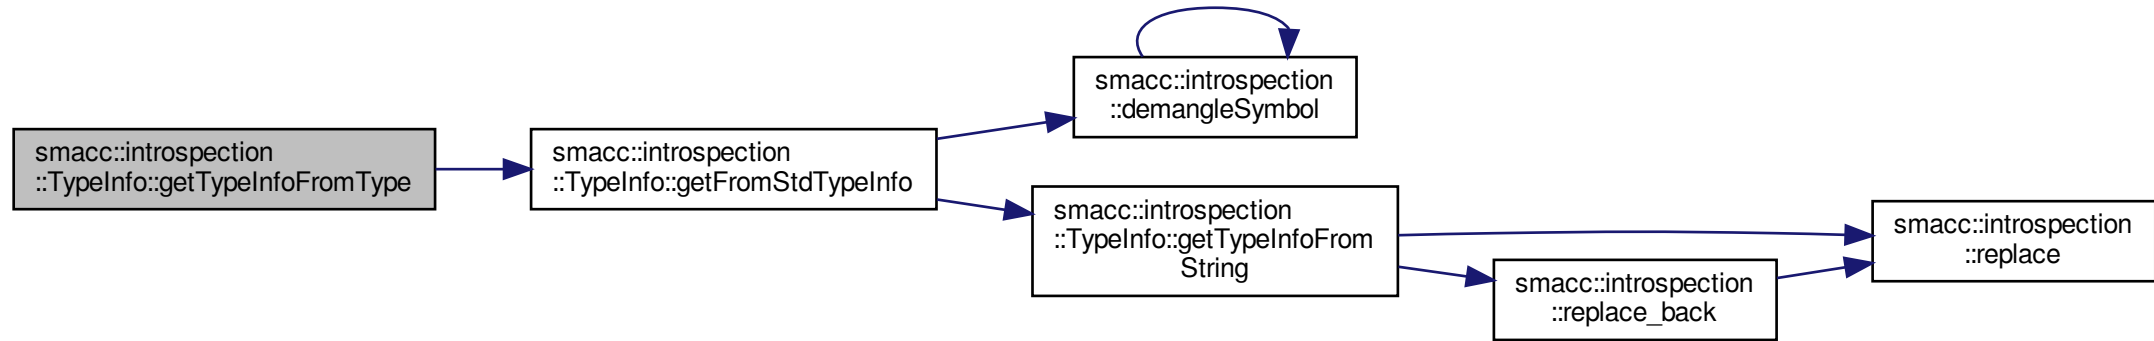 smacc::introspection
::TypeInfo::getTypeInfoFromType
smacc::introspection
::TypeInfo::getFromStdTypeInfo
smacc::introspection
::demangleSymbol
smacc::introspection
::TypeInfo::getTypeInfoFrom
String
smacc::introspection
::replace_back
smacc::introspection
::replace